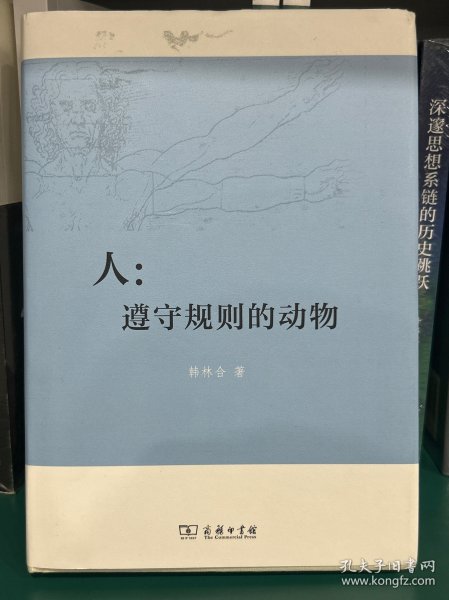 人：
遵守规则的动物
韩林合 著
商务印书馆
The Commercial Press
深邃思想系链的历史跳跃
孔夫子旧书网
www.kongfz.com